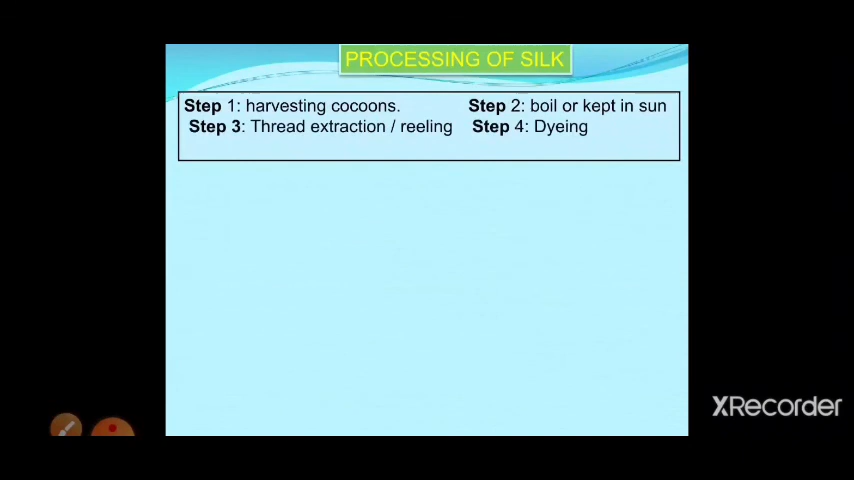 PROCESSING OF SILK
Step 1: harvesting cocoons. Step 2: boil or kept in sun
Step 3: Thread extraction / reeling Step 4: Dyeing
XRecorder